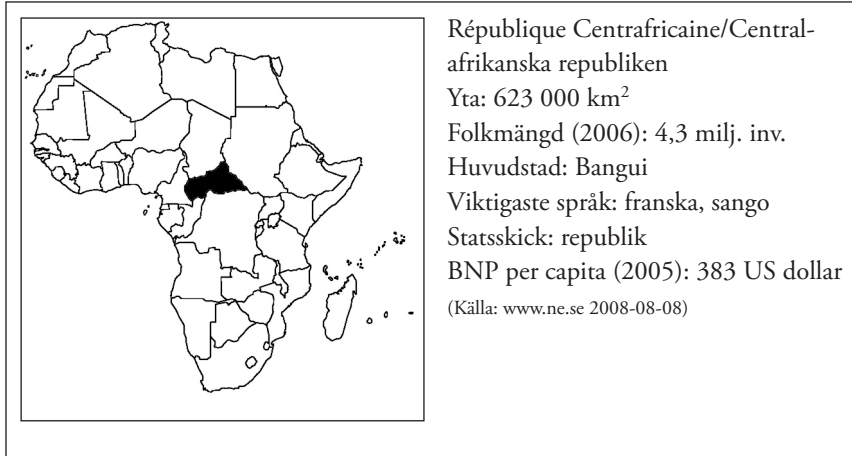 République Centrafricaine/Central-
afrikanska republiken
Yta: 623 000 km²
Folkmängd (2006): 4,3 milj. inv.
Huvudstad: Bangui
Viktigaste språk: franska, sango
Statsskick: republik
BNP per capita (2005): 383 US dollar
(Källa: www.ne.se 2008-08-08)